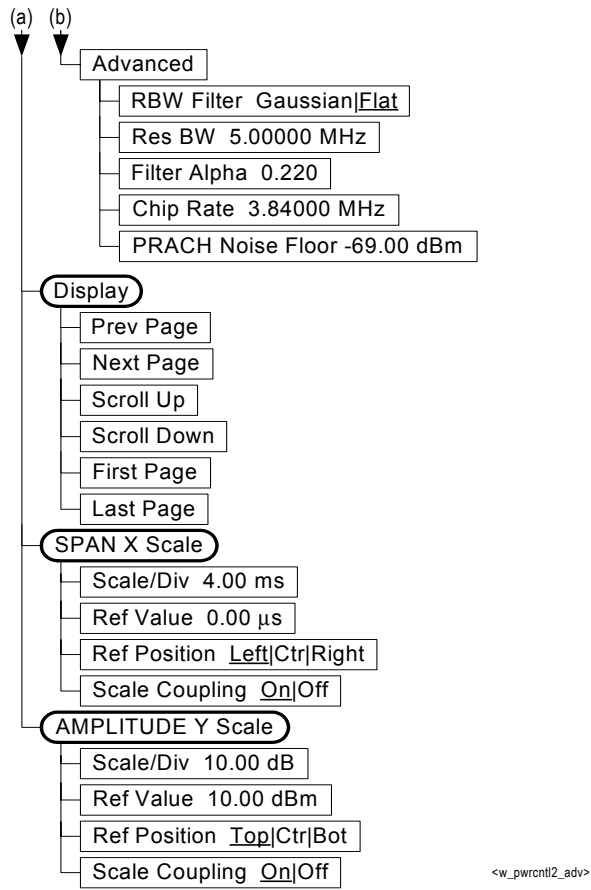 (a) (b)
Advanced
RBW Filter Gaussian|Flat
Res BW 5.00000 MHz
Filter Alpha 0.220
Chip Rate 3.84000 MHz
PRACH Noise Floor -69.00 dBm
Display
Prev Page
Next Page
Scroll Up
Scroll Down
First Page
Last Page
SPAN X Scale
Scale/Div 4.00 ms
Ref Value 0.00 μs
Ref Position Left|Ctr|Right
Scale Coupling On|Off
AMPLITUDE Y Scale
Scale/Div 10.00 dB
Ref Value 10.00 dBm
Ref Position Top|Ctr|Bot
Scale Coupling On|Off
<w_pwrcntl2_adv>